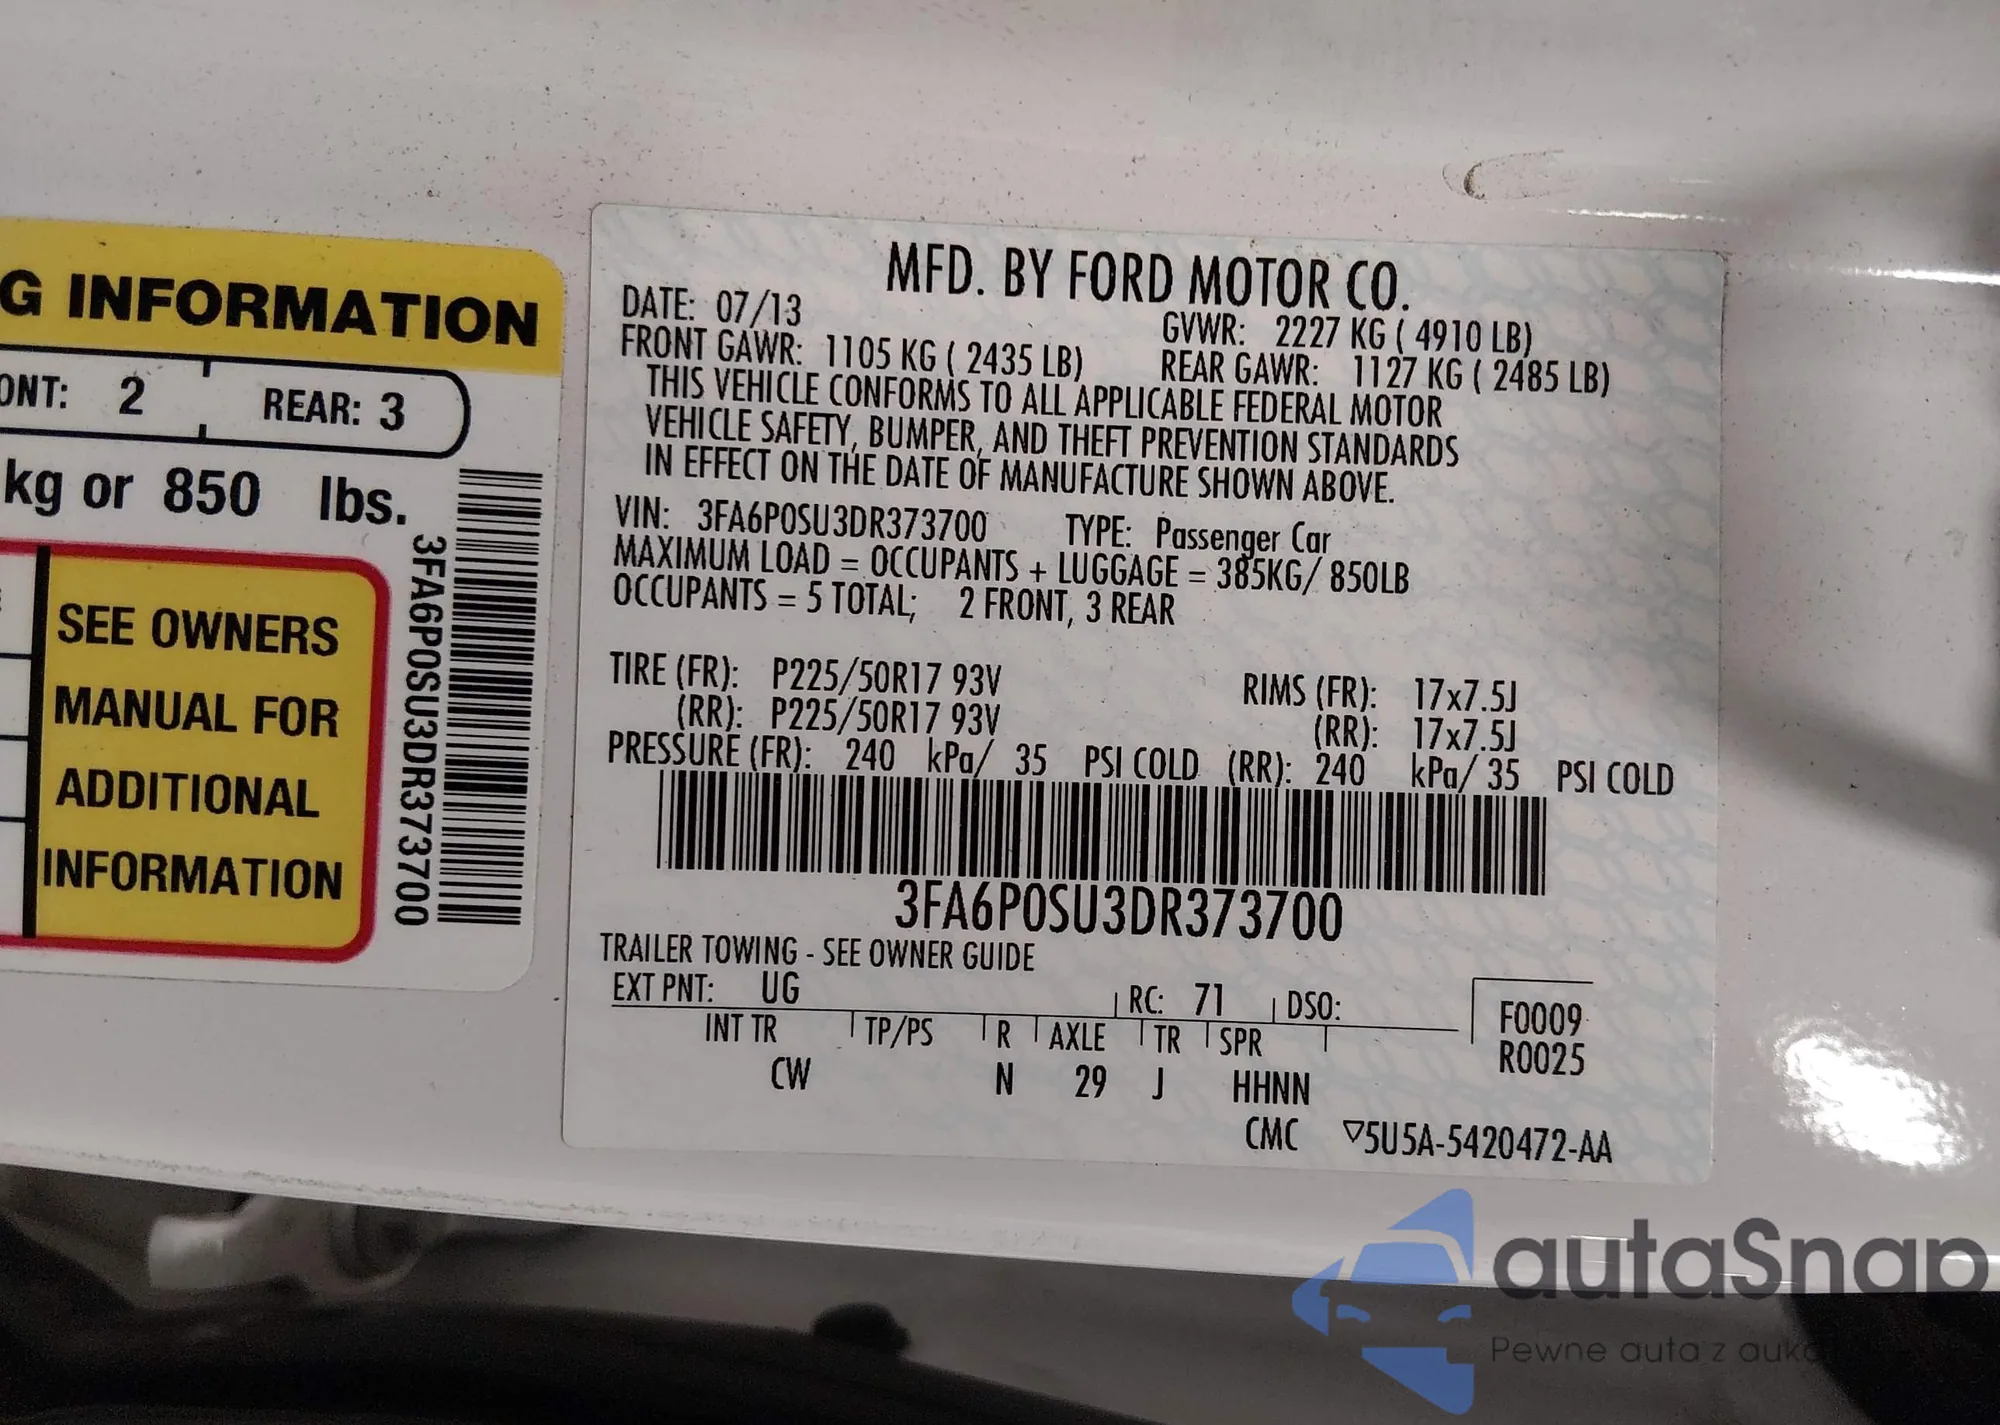 G INFORMATION
ONT: 2 REAR: 3
kg or 850 lbs.
SEE OWNERS
MANUAL FOR
ADDITIONAL
INFORMATION
3FA6P0SU3DR373700
MFD. BY FORD MOTOR CO.
DATE: 07/13 GVWR: 2227 KG ( 4910 LB)
FRONT GAWR: 1105 KG ( 2435 LB) REAR GAWR: 1127 KG ( 2485 LB)
THIS VEHICLE CONFORMS TO ALL APPLICABLE FEDERAL MOTOR
VEHICLE SAFETY, BUMPER, AND THEFT PREVENTION STANDARDS
IN EFFECT ON THE DATE OF MANUFACTURE SHOWN ABOVE.
VIN: 3FA6P0SU3DR373700 TYPE: Passenger Car
MAXIMUM LOAD = OCCUPANTS + LUGGAGE = 385KG/ 850LB
OCCUPANTS = 5 TOTAL; 2 FRONT, 3 REAR
TIRE (FR): P225/50R17 93V RIMS (FR): 17x7.5J
(RR): P225/50R17 93V (RR): 17x7.5J
PRESSURE (FR): 240 kPa/ 35 PSI COLD (RR): 240 kPa/ 35 PSI COLD
3FA6P0SU3DR373700
TRAILER TOWING - SEE OWNER GUIDE
EXT PNT: UG RC: 71 DSO: F0009
INT TR TP/PS R AXLE TR SPR R0025
CW N 29 J HHNN
CMC ▽5U5A-5420472-AA
autaSnap
Pewne auta z auk